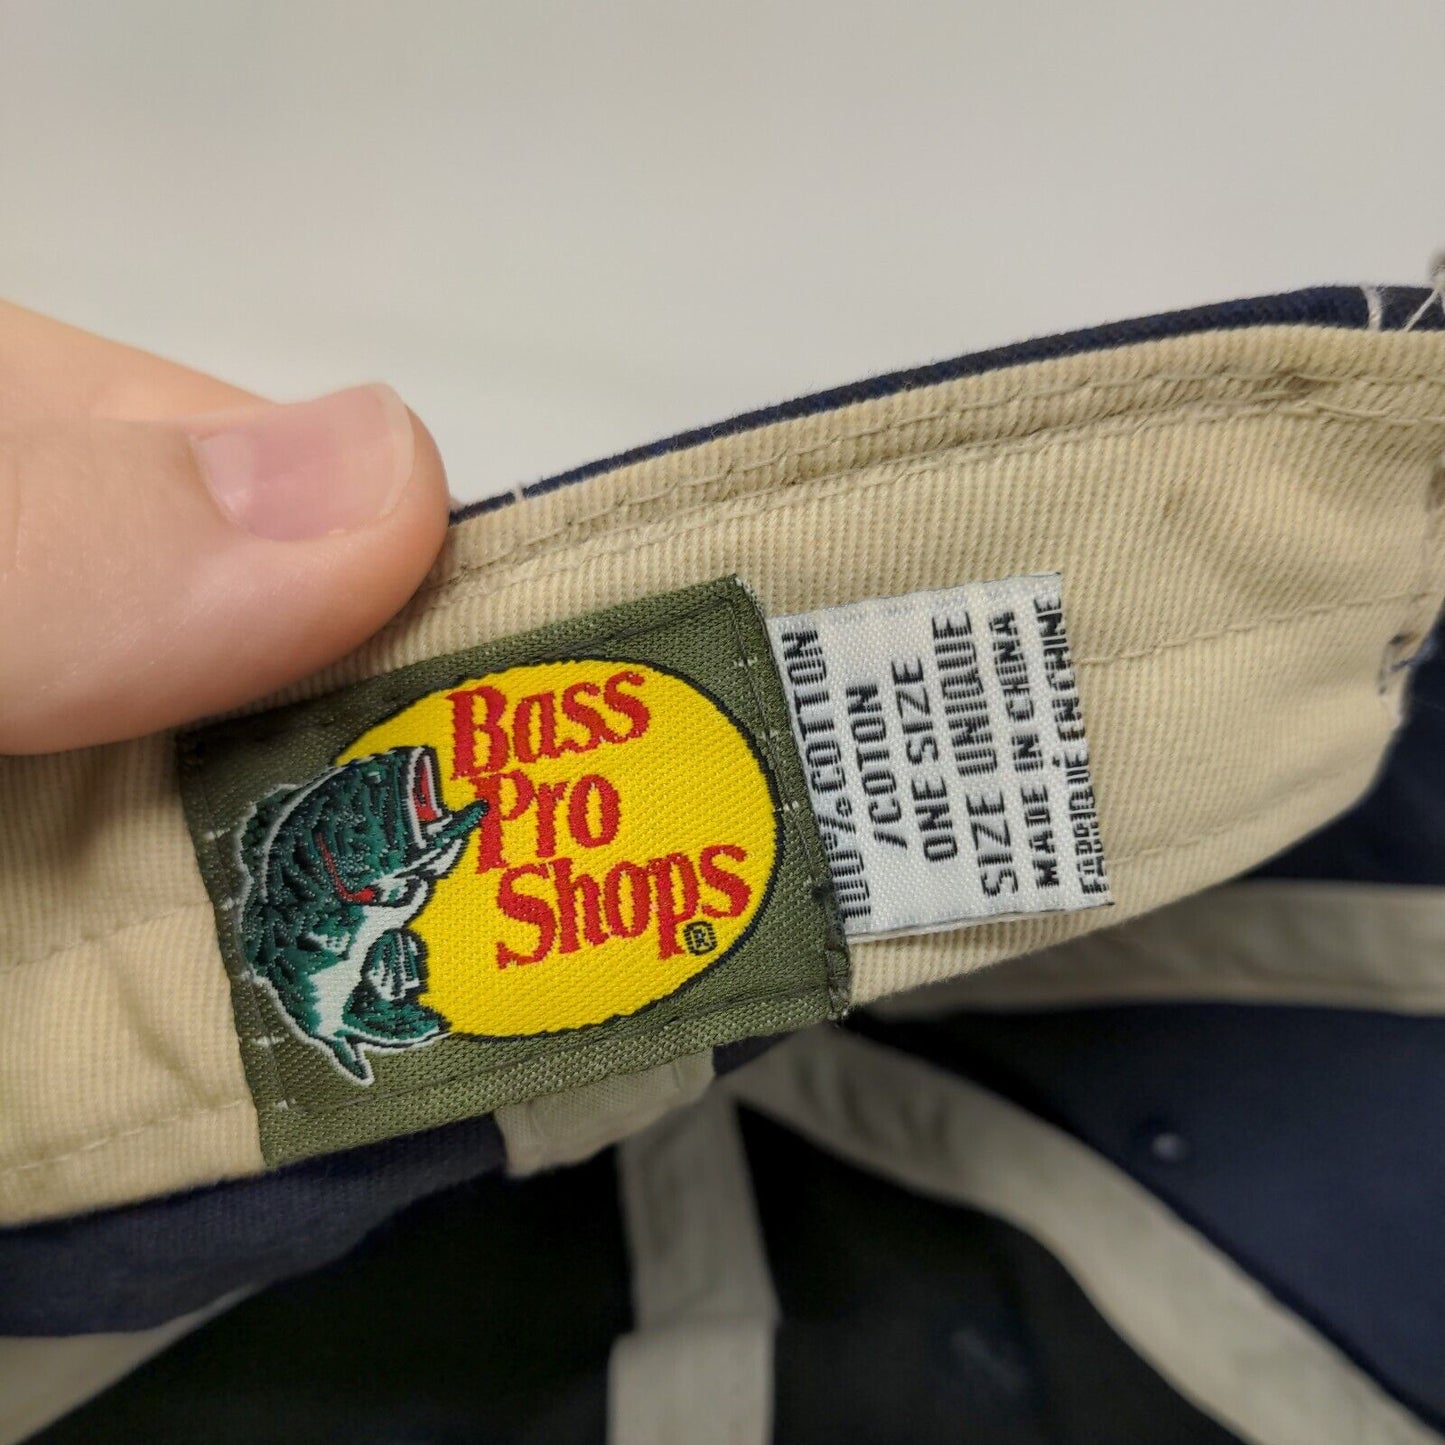 Bass
Pro
Shops®
100% COTTON
/COTON
ONE SIZE
SIZE UNIQUE
MADE IN CHINA
FABRIQUÉ EN CHINE